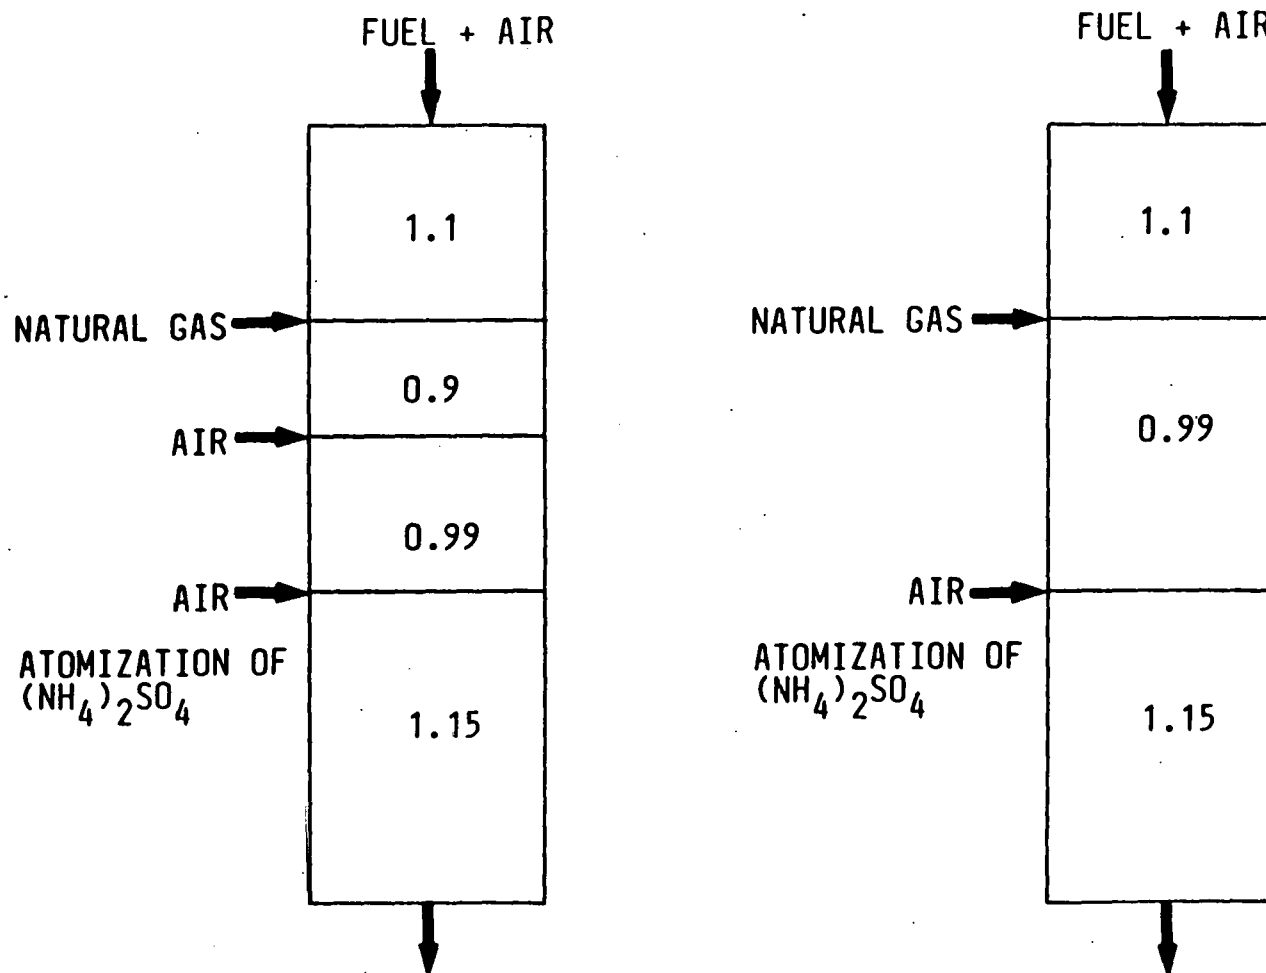 FUEL + AIR
1.1
NATURAL GAS
0.9
AIR
0.99
AIR
ATOMIZATION OF
(NH4)2SO4
1.15
FUEL + AIR
1.1
NATURAL GAS
0.99
AIR
ATOMIZATION OF
(NH4)2SO4
1.15